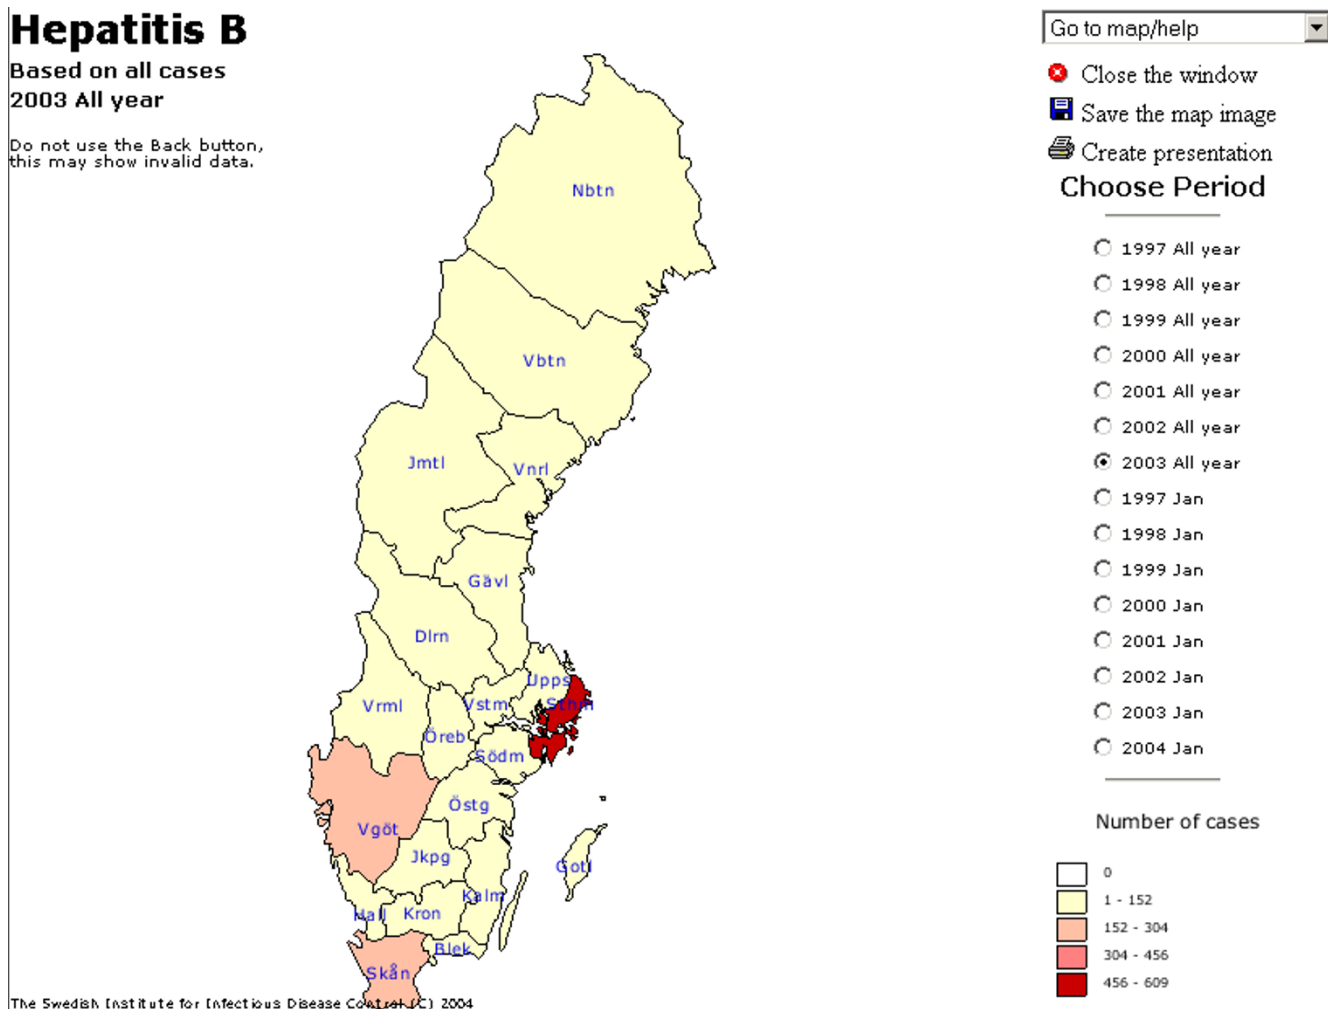 Hepatitis B
Based on all cases
2003 All year
Do not use the Back button,
this may show invalid data.
Nbtn
Vbtn
Jmtl
Vnrl
Gävl
Dlrn
Upps
Sthm
Vrml
Vstm
Öreb
Södm
Östg
Vgöt
Jkpg
Gotl
Kalm
Hall
Kron
Blek
Skån
The Swedish Institute for Infectious Disease Control (C) 2004
Go to map/help
Close the window
Save the map image
Create presentation
Choose Period
1997 All year
1998 All year
1999 All year
2000 All year
2001 All year
2002 All year
2003 All year
1997 Jan
1998 Jan
1999 Jan
2000 Jan
2001 Jan
2002 Jan
2003 Jan
2004 Jan
Number of cases
0
1 - 152
152 - 304
304 - 456
456 - 609